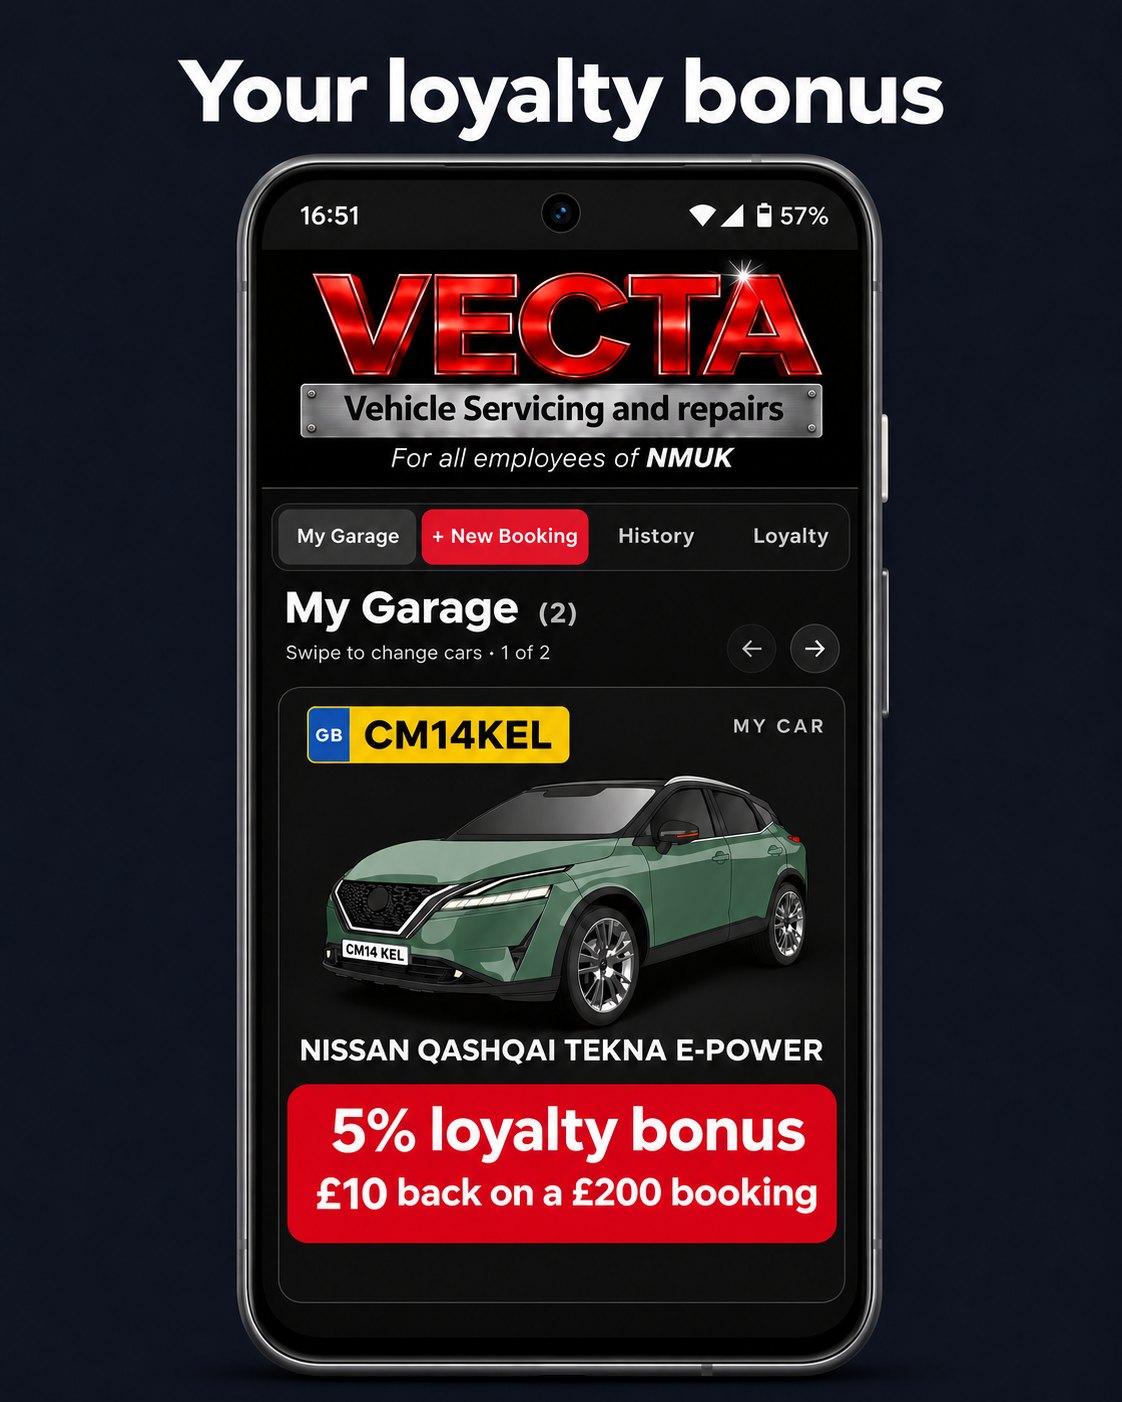 Your loyalty bonus
16:51 57%
VECTA
Vehicle Servicing and repairs
For all employees of NMUK
My Garage + New Booking History Loyalty
My Garage (2)
Swipe to change cars • 1 of 2
GB CM14KEL
MY CAR
CM14 KEL
NISSAN QASHQAI TEKNA E-POWER
5% loyalty bonus
£10 back on a £200 booking